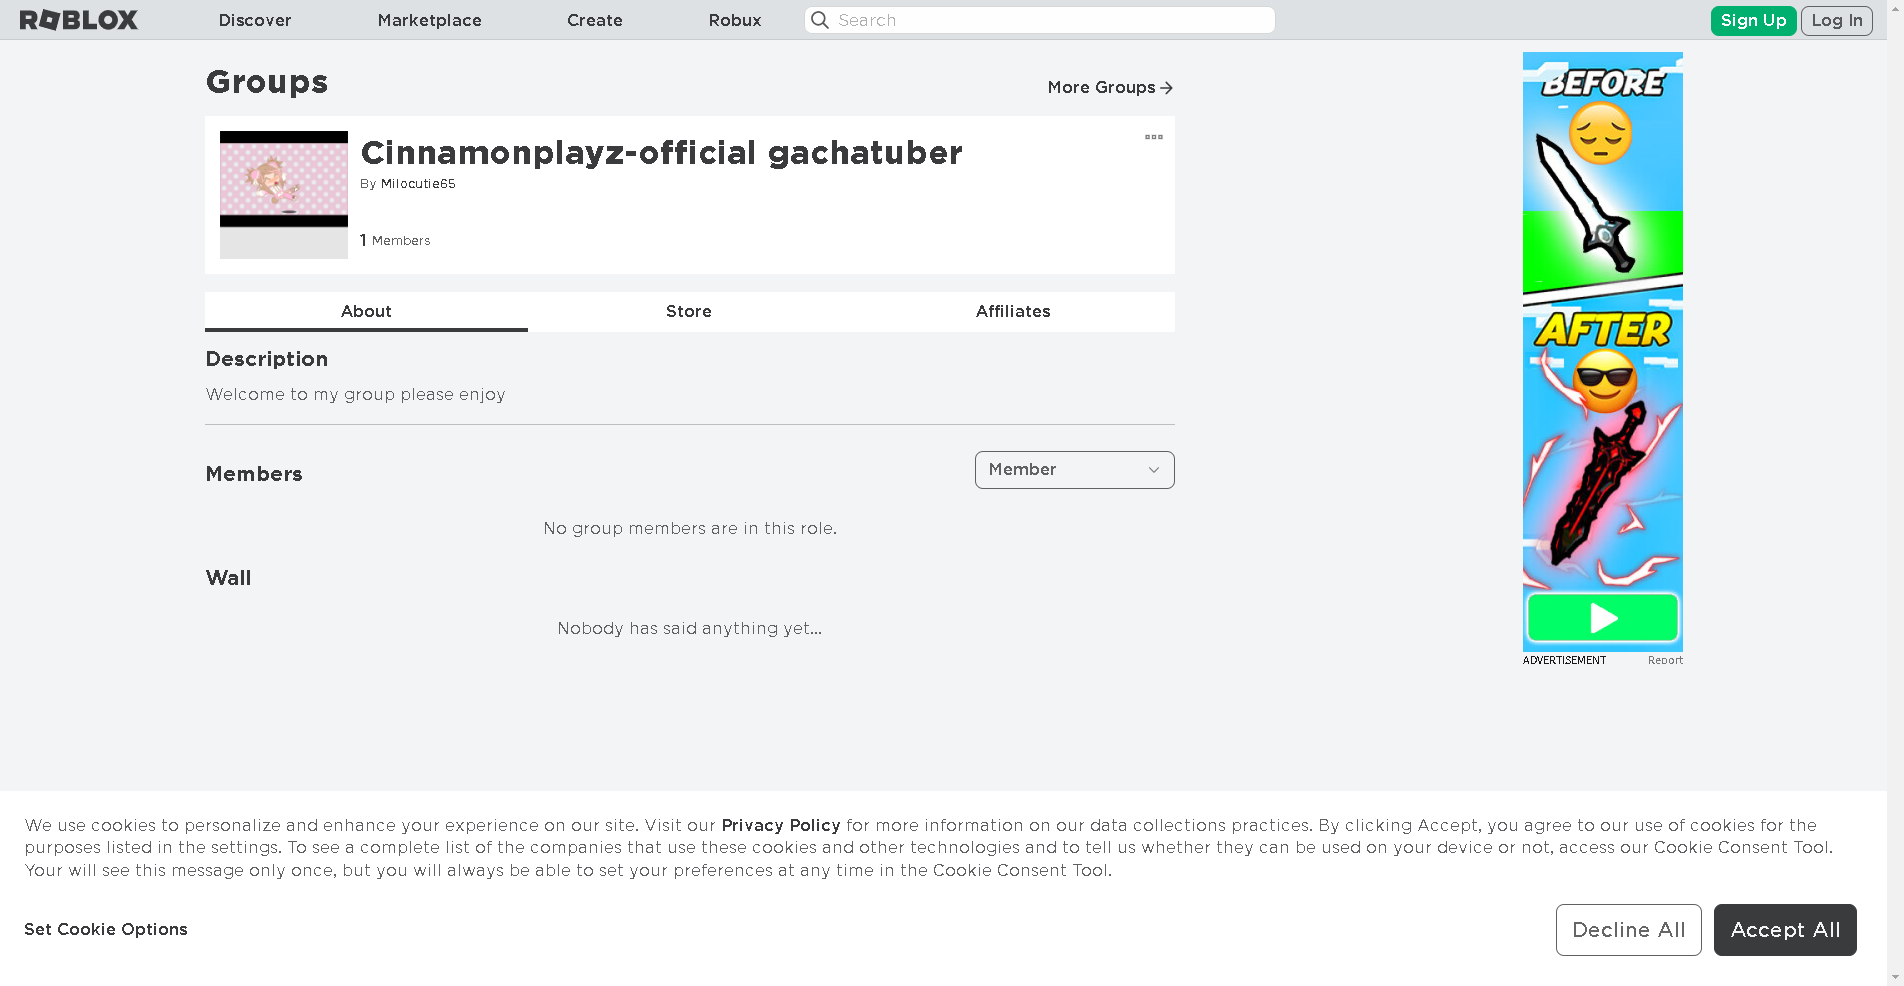 ROBLOX
Discover
Marketplace
Create
Robux
Search
Sign Up
Log In
Groups
More Groups
Cinnamonplayz-official gachatuber
By Milocutie65
1 Members
About
Store
Affiliates
Description
Welcome to my group please enjoy
Members
Member
No group members are in this role.
Wall
Nobody has said anything yet...
BEFORE
AFTER
ADVERTISEMENT
Report
We use cookies to personalize and enhance your experience on our site. Visit our Privacy Policy for more information on our data collections practices. By clicking Accept, you agree to our use of cookies for the
purposes listed in the settings. To see a complete list of the companies that use these cookies and other technologies and to tell us whether they can be used on your device or not, access our Cookie Consent Tool.
Your will see this message only once, but you will always be able to set your preferences at any time in the Cookie Consent Tool.
Set Cookie Options
Decline All
Accept All